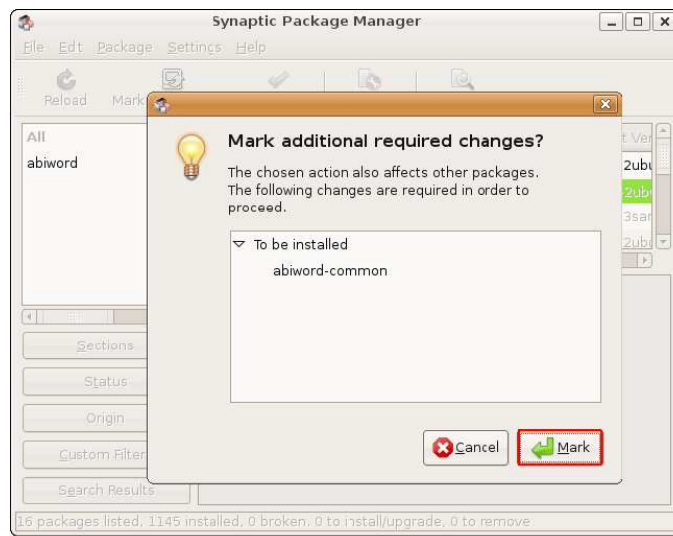 Synaptic Package Manager
File Edit Package Settings Help
Reload Mark
All
abiword
Mark additional required changes?
The chosen action also affects other packages.
The following changes are required in order to
proceed.
To be installed
abiword-common
Cancel Mark
t Ver
2ubu
2ubu
3sar
2ubu
Sections
Status
Origin
Custom Filter
Search Results
16 packages listed, 1145 installed, 0 broken. 0 to install/upgrade, 0 to remove